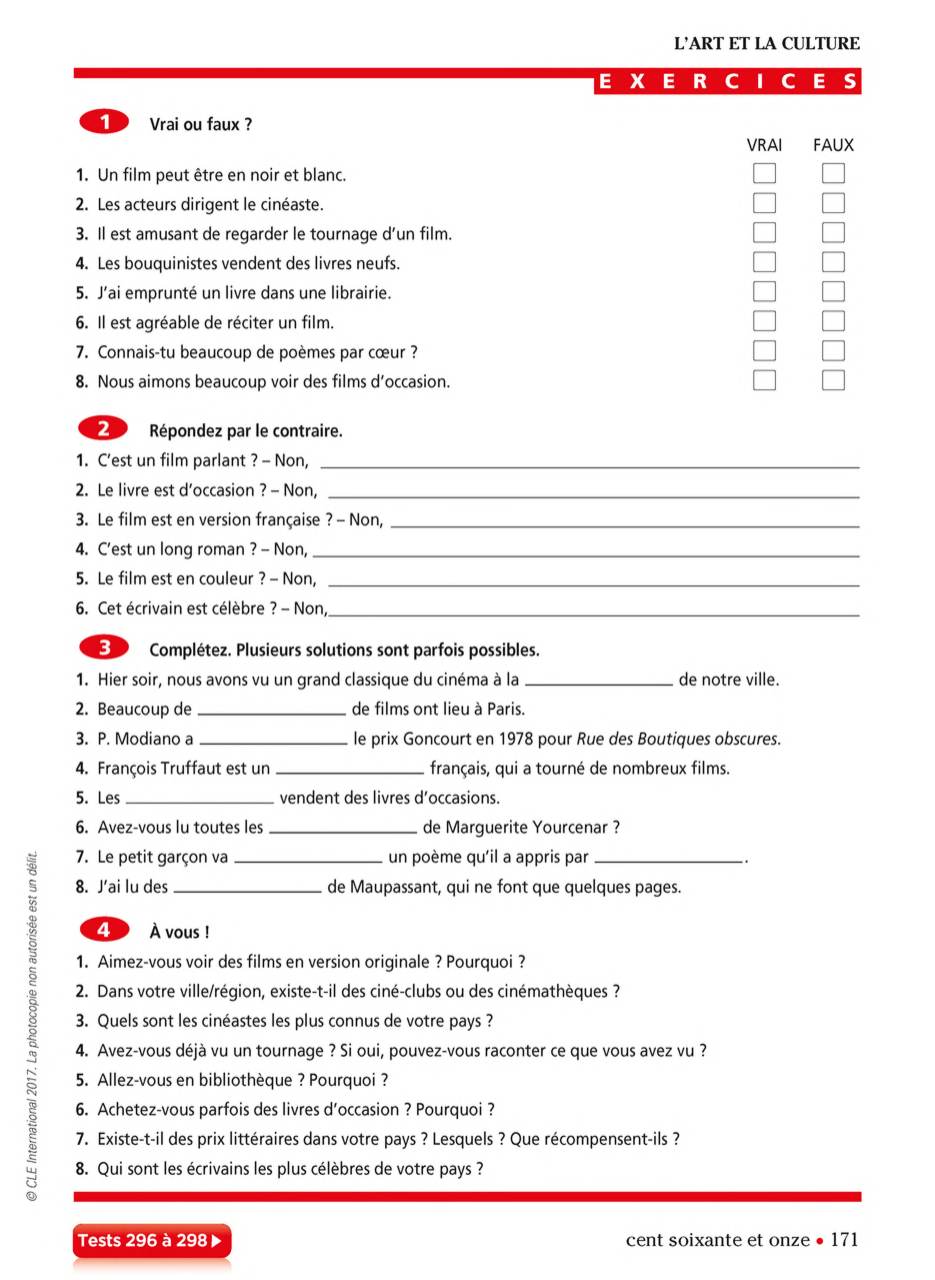 L'ART ET LA CULTURE
EXERCICES
1 Vrai ou faux ?
VRAI FAUX
1. Un film peut être en noir et blanc.
2. Les acteurs dirigent le cinéaste.
3. Il est amusant de regarder le tournage d'un film.
4. Les bouquinistes vendent des livres neufs.
5. J'ai emprunté un livre dans une librairie.
6. Il est agréable de réciter un film.
7. Connais-tu beaucoup de poèmes par cœur ?
8. Nous aimons beaucoup voir des films d'occasion.
2 Répondez par le contraire.
1. C'est un film parlant ? – Non, ____
2. Le livre est d'occasion ? – Non, ____
3. Le film est en version française ? – Non, ____
4. C'est un long roman ? – Non, ____
5. Le film est en couleur ? – Non, ____
6. Cet écrivain est célèbre ? – Non, ____
3 Complétez. Plusieurs solutions sont parfois possibles.
1. Hier soir, nous avons vu un grand classique du cinéma à la ____ de notre ville.
2. Beaucoup de ____ de films ont lieu à Paris.
3. P. Modiano a ____ le prix Goncourt en 1978 pour Rue des Boutiques obscures.
4. François Truffaut est un ____ français, qui a tourné de nombreux films.
5. Les ____ vendent des livres d'occasions.
6. Avez-vous lu toutes les ____ de Marguerite Yourcenar ?
7. Le petit garçon va ____ un poème qu'il a appris par ____.
8. J'ai lu des ____ de Maupassant, qui ne font que quelques pages.
4 À vous !
1. Aimez-vous voir des films en version originale ? Pourquoi ?
2. Dans votre ville/région, existe-t-il des ciné-clubs ou des cinémathèques ?
3. Quels sont les cinéastes les plus connus de votre pays ?
4. Avez-vous déjà vu un tournage ? Si oui, pouvez-vous raconter ce que vous avez vu ?
5. Allez-vous en bibliothèque ? Pourquoi ?
6. Achetez-vous parfois des livres d'occasion ? Pourquoi ?
7. Existe-t-il des prix littéraires dans votre pays ? Lesquels ? Que récompensent-ils ?
8. Qui sont les écrivains les plus célèbres de votre pays ?
© CLE International 2017. La photocopie non autorisée est un délit.
Tests 296 à 298
cent soixante et onze • 171